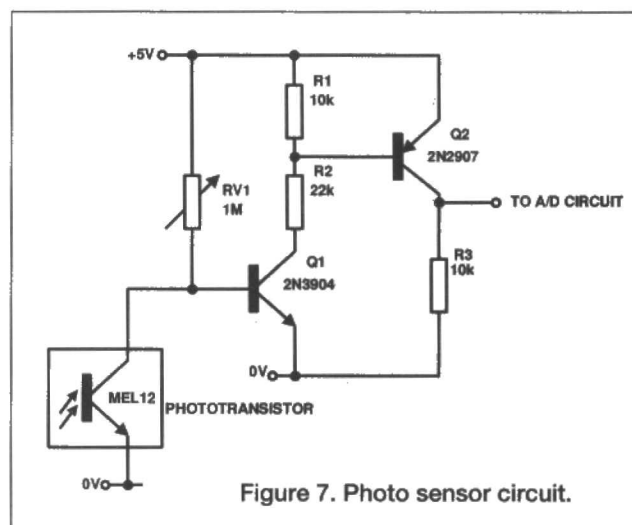 +5V
R1
10k
Q2
2N2907
R2
22k
RV1
1M
TO A/D CIRCUIT
Q1
2N3904
R3
10k
0V
MEL12
PHOTOTRANSISTOR
0V
Figure 7. Photo sensor circuit.